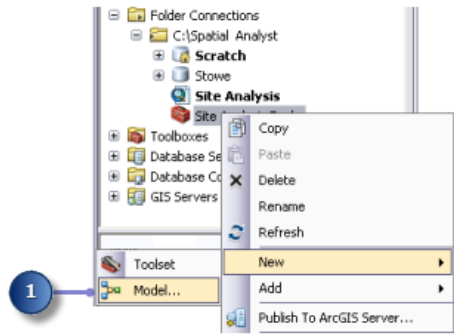 Folder Connections
C:\Spatial Analyst
Scratch
Stowe
Site Analysis
Site
Toolboxes
Database Se
Database Co
GIS Servers
Copy
Paste
Delete
Rename
Refresh
New
Add
Publish To ArcGIS Server...
Toolset
Model...
1